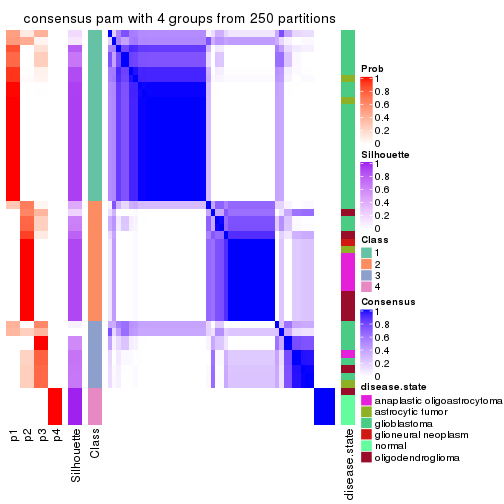 consensus pam with 4 groups from 250 partitions
p1
p2
p3
p4
Silhouette
Class
disease.state
Prob
1
0.8
0.6
0.4
0.2
0
Silhouette
1
0.8
0.6
0.4
0.2
0
Class
1
2
3
4
Consensus
1
0.8
0.6
0.4
0.2
0
disease.state
anaplastic oligoastrocytoma
astrocytic tumor
glioblastoma
glioneural neoplasm
normal
oligodendroglioma